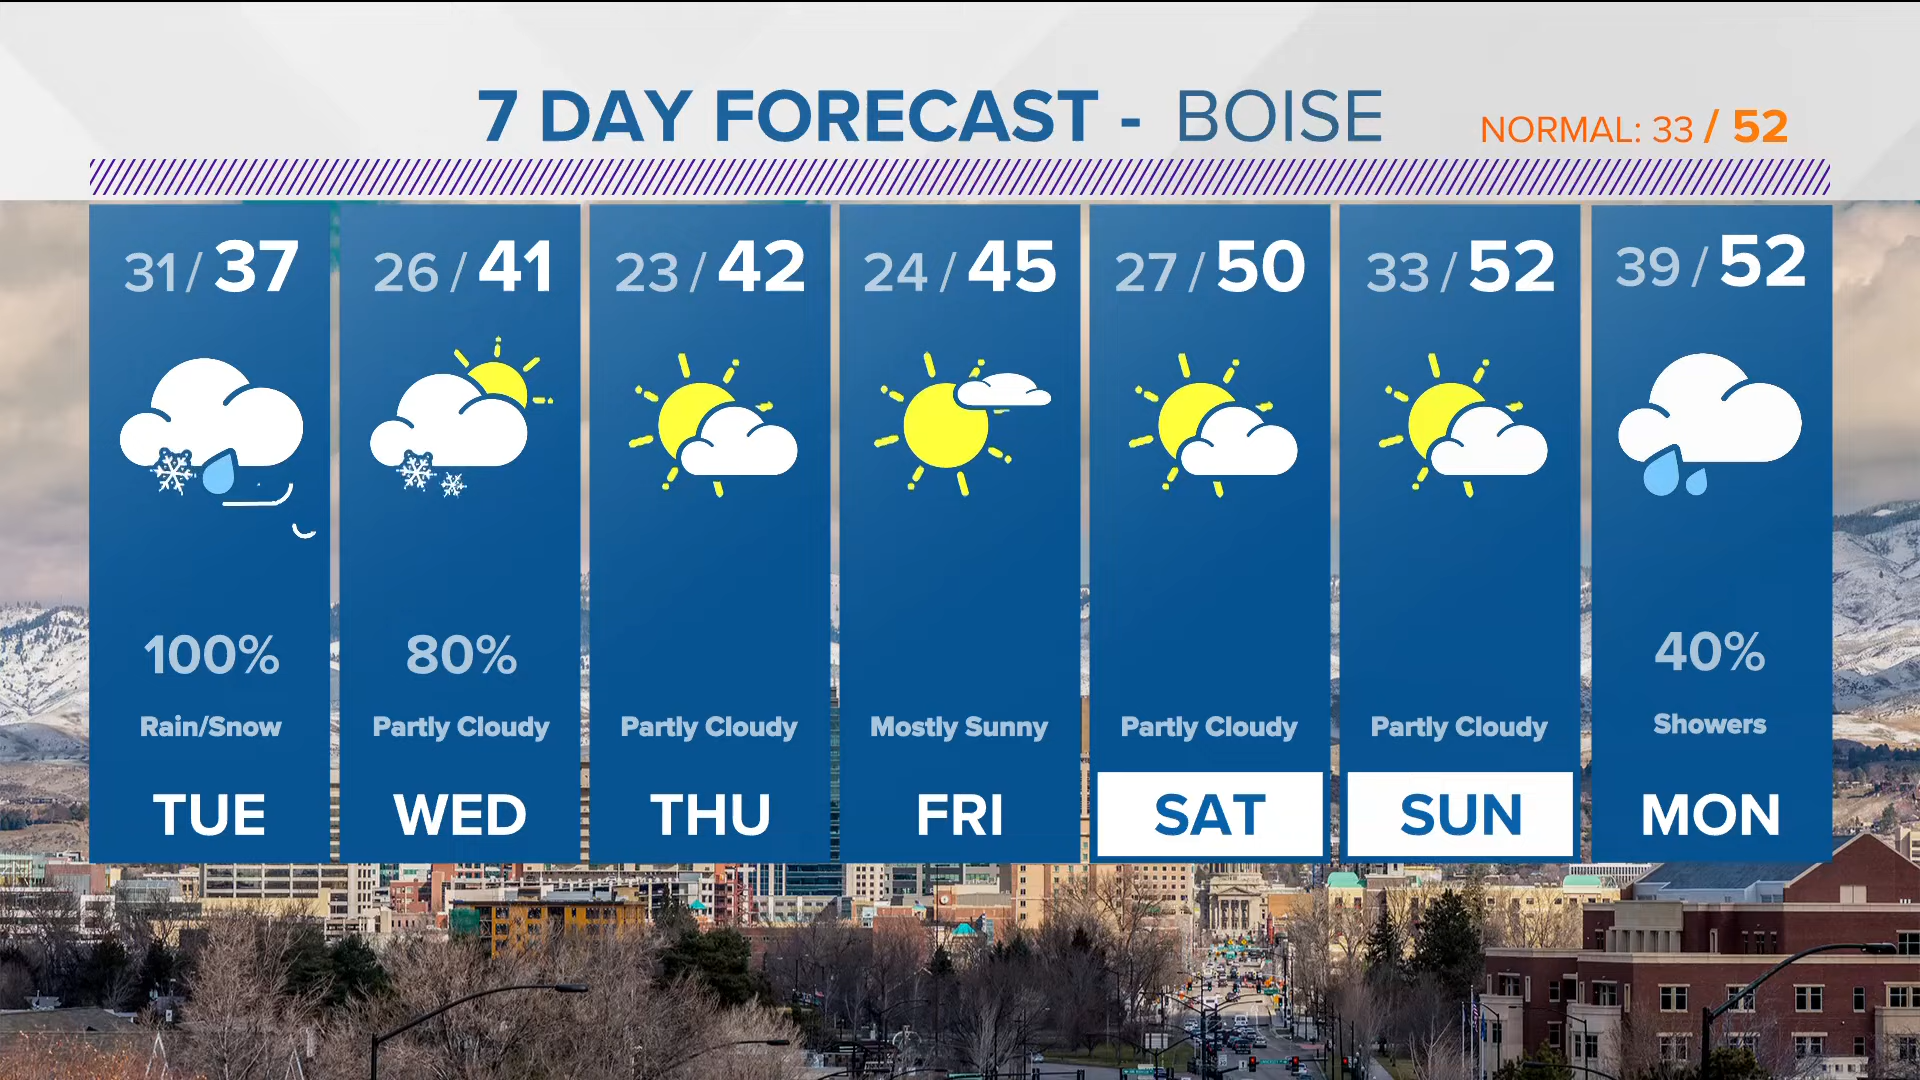 7 DAY FORECAST - BOISE
NORMAL: 33 / 52
31 / 37
100%
Rain/Snow
TUE
26 / 41
80%
Partly Cloudy
WED
23 / 42
Partly Cloudy
THU
24 / 45
Mostly Sunny
FRI
27 / 50
Partly Cloudy
SAT
33 / 52
Partly Cloudy
SUN
39 / 52
40%
Showers
MON